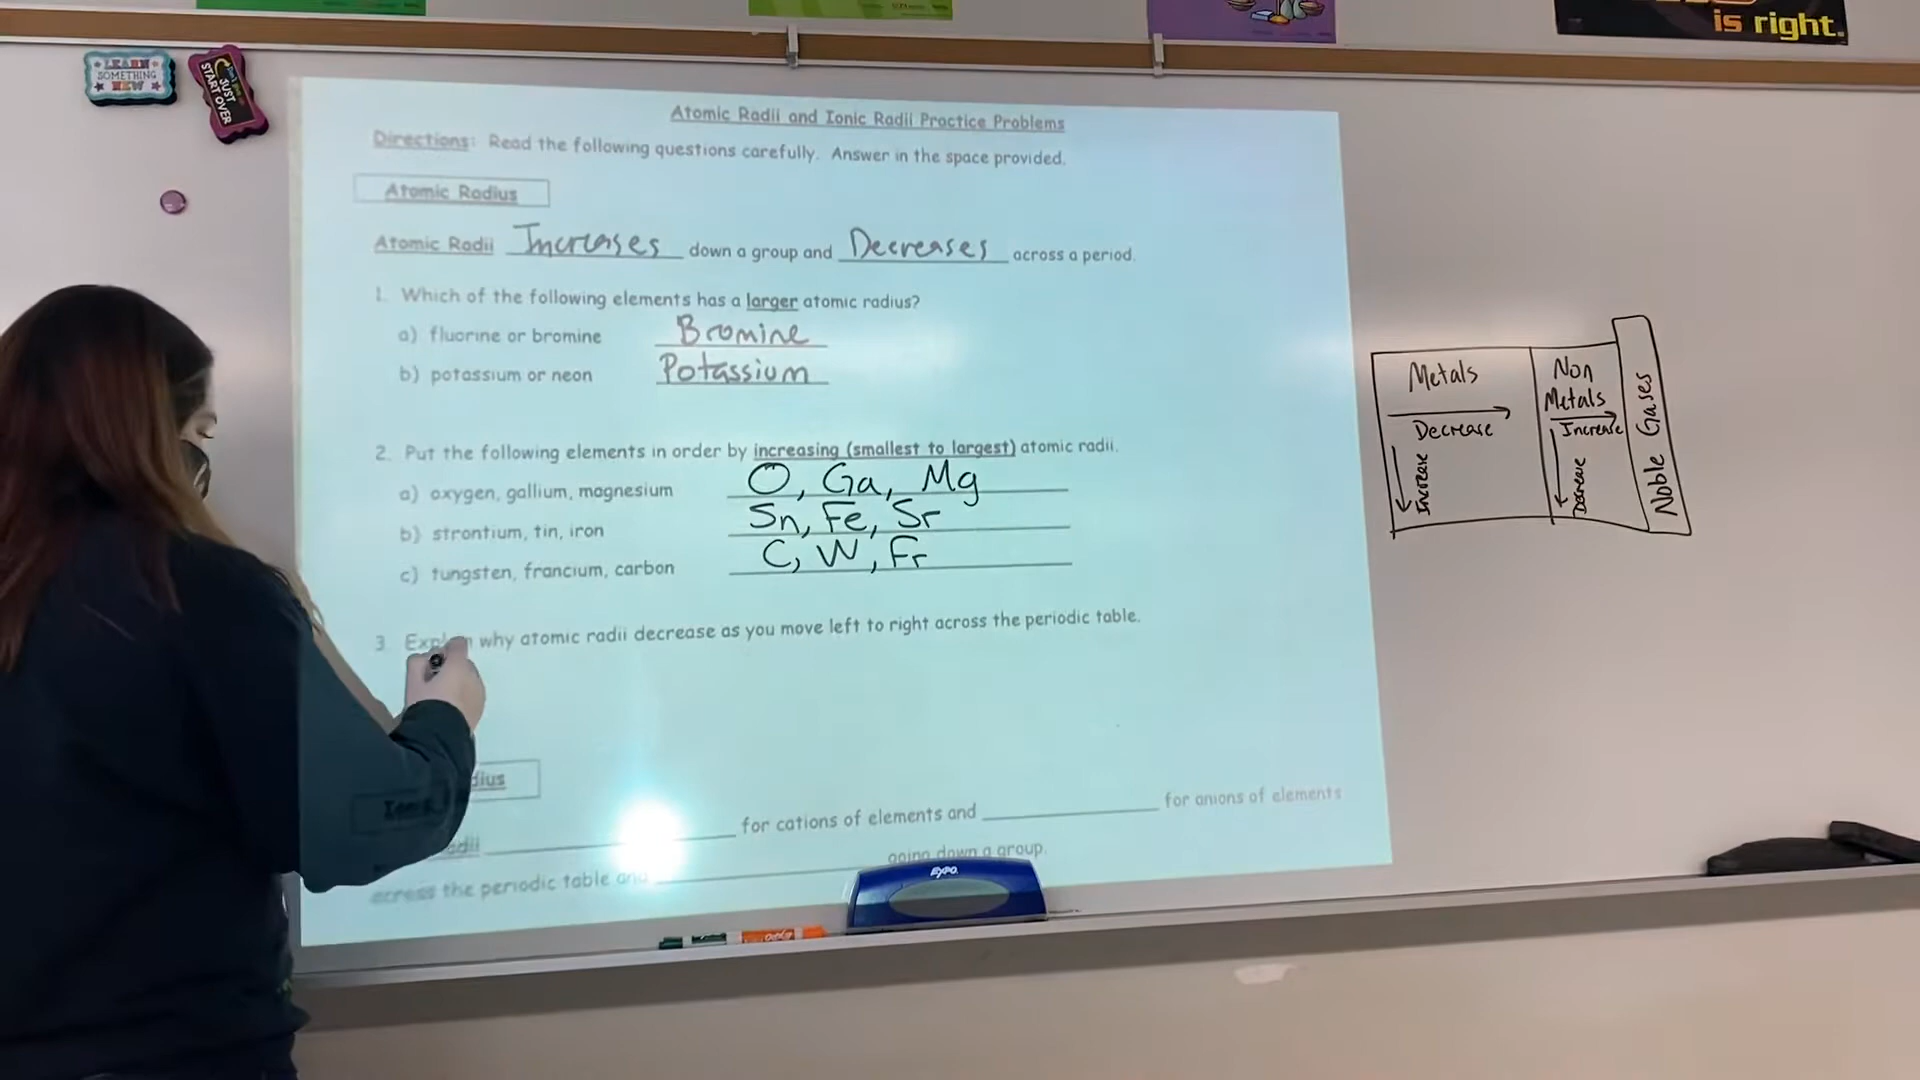 is right.
LEARN
SOMETHING
NEW
JUST
START OVER
Atomic Radii and Ionic Radii Practice Problems
Directions: Read the following questions carefully. Answer in the space provided.
Atomic Radius
Atomic Radii Increases down a group and Decreases across a period.
1. Which of the following elements has a larger atomic radius?
a) fluorine or bromine Bromine
b) potassium or neon Potassium
2. Put the following elements in order by increasing (smallest to largest) atomic radii.
a) oxygen, gallium, magnesium O, Ga, Mg
b) strontium, tin, iron Sn, Fe, Sr
c) tungsten, francium, carbon C, W, Fr
3. why atomic radii decrease as you move left to right across the periodic table.
for cations of elements and for anions of elements
across the periodic table and going down a group.
EXPO
Metals
Decrease
Increase
Non
Metals
Increase
Decrease
Noble Gases